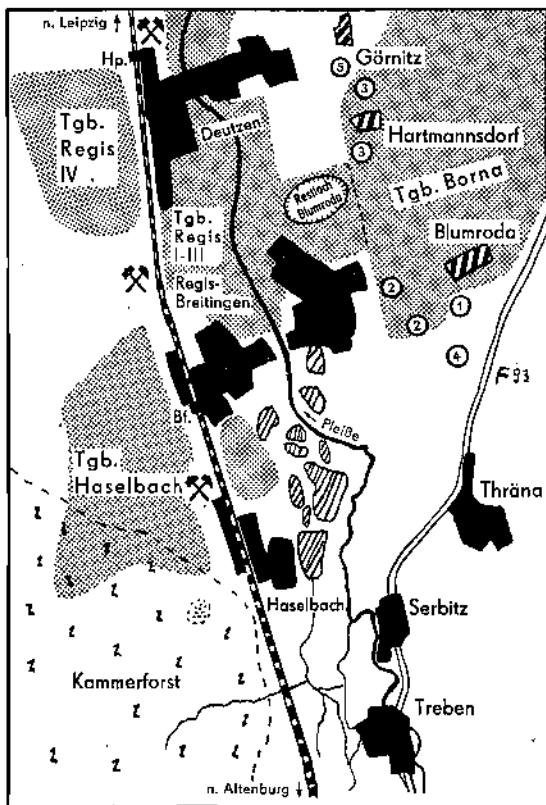 n. Leipzig ↑
Hp.
Görnitz
⑤
③
Tgb.
Regis
IV
Deutzen
Hartmannsdorf
③
Tgb. Borna
Restloch
Blumroda
Tgb.
Regis
I-III
Blumroda
Regis-
Breitingen
②
①
②
④
F 93
Bf.
Pleiße
Tgb.
Haselbach
Thräna
Haselbach
Serbitz
Kammerforst
Treben
n. Altenburg ↓